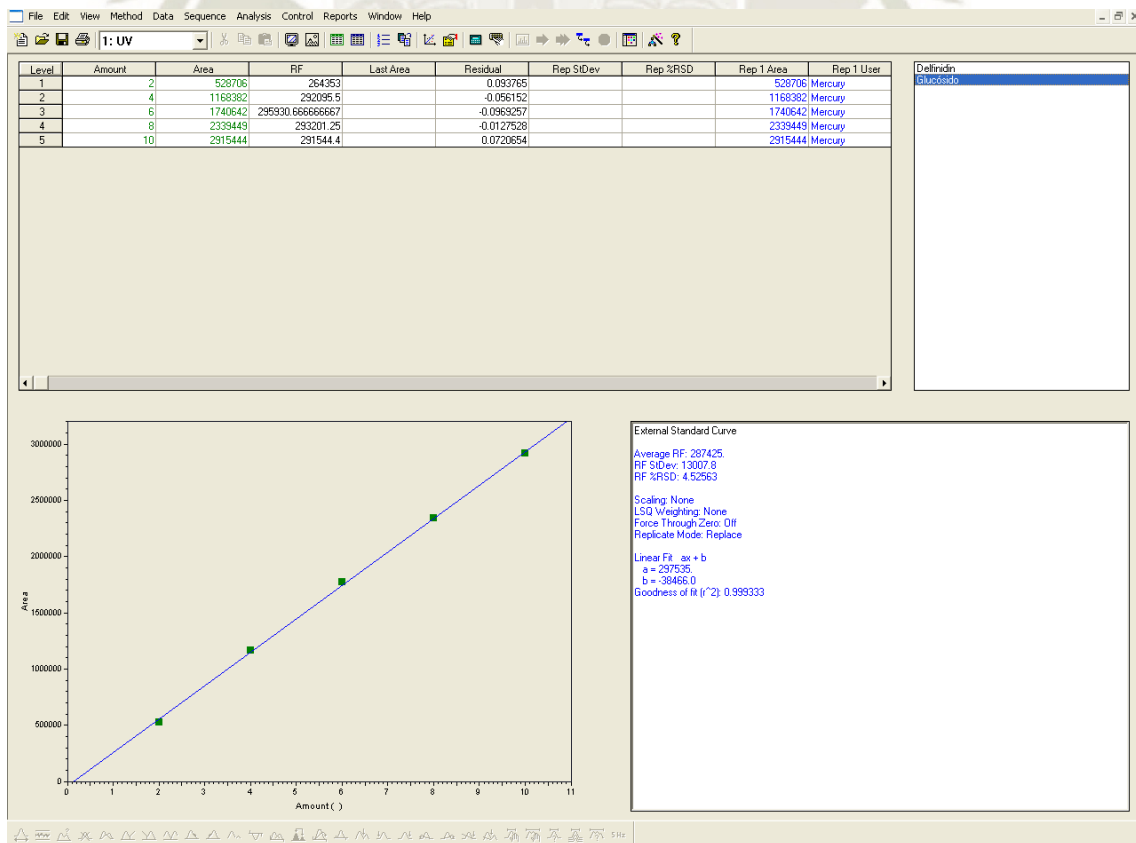 File Edit View Method Data Sequence Analysis Control Reports Window Help
1: UV
Level Amount Area RF Last Area Residual Rep StDev Rep %RSD Rep 1 Area Rep 1 User
1 2 528706 264353 0.093765 528706 Mercury
2 4 1168382 292095.5 -0.056152 1168382 Mercury
3 6 1740642 295930.666666667 -0.0969257 1740642 Mercury
4 8 2339449 293201.25 -0.0127528 2339449 Mercury
5 10 2915444 291544.4 0.0720654 2915444 Mercury
Delfinidin
Glucósido
3000000
2500000
2000000
1500000
1000000
500000
0
Area
0 1 2 3 4 5 6 7 8 9 10 11
Amount ( )
External Standard Curve
Average RF: 287425.
RF StDev: 13007.8
RF %RSD: 4.52563
Scaling: None
LSQ Weighting: None
Force Through Zero: Off
Replicate Mode: Replace
Linear Fit ax + b
a = 297535.
b = -38466.0
Goodness of fit (r^2): 0.999333
5 Hz